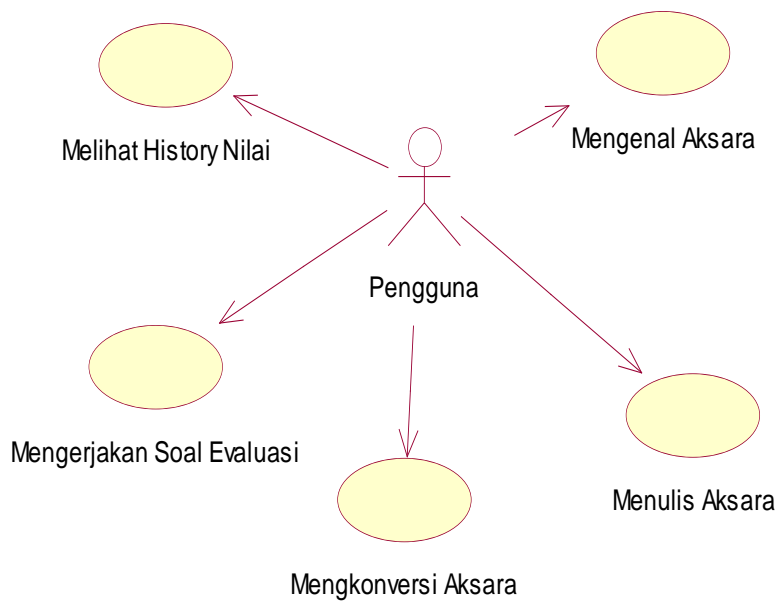 Melihat History Nilai
Mengenal Aksara
Pengguna
Mengerjakan Soal Evaluasi
Menulis Aksara
Mengkonversi Aksara